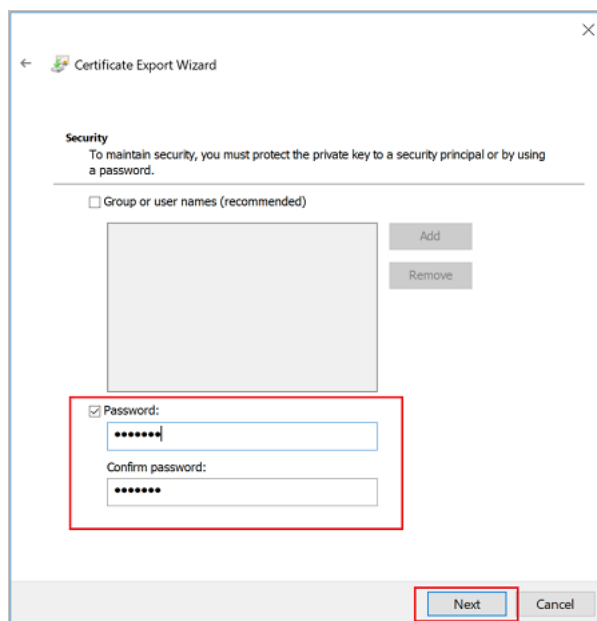 Certificate Export Wizard
Security
To maintain security, you must protect the private key to a security principal or by using
a password.
Group or user names (recommended)
Add
Remove
Password:
•••••••
Confirm password:
•••••••
Next
Cancel